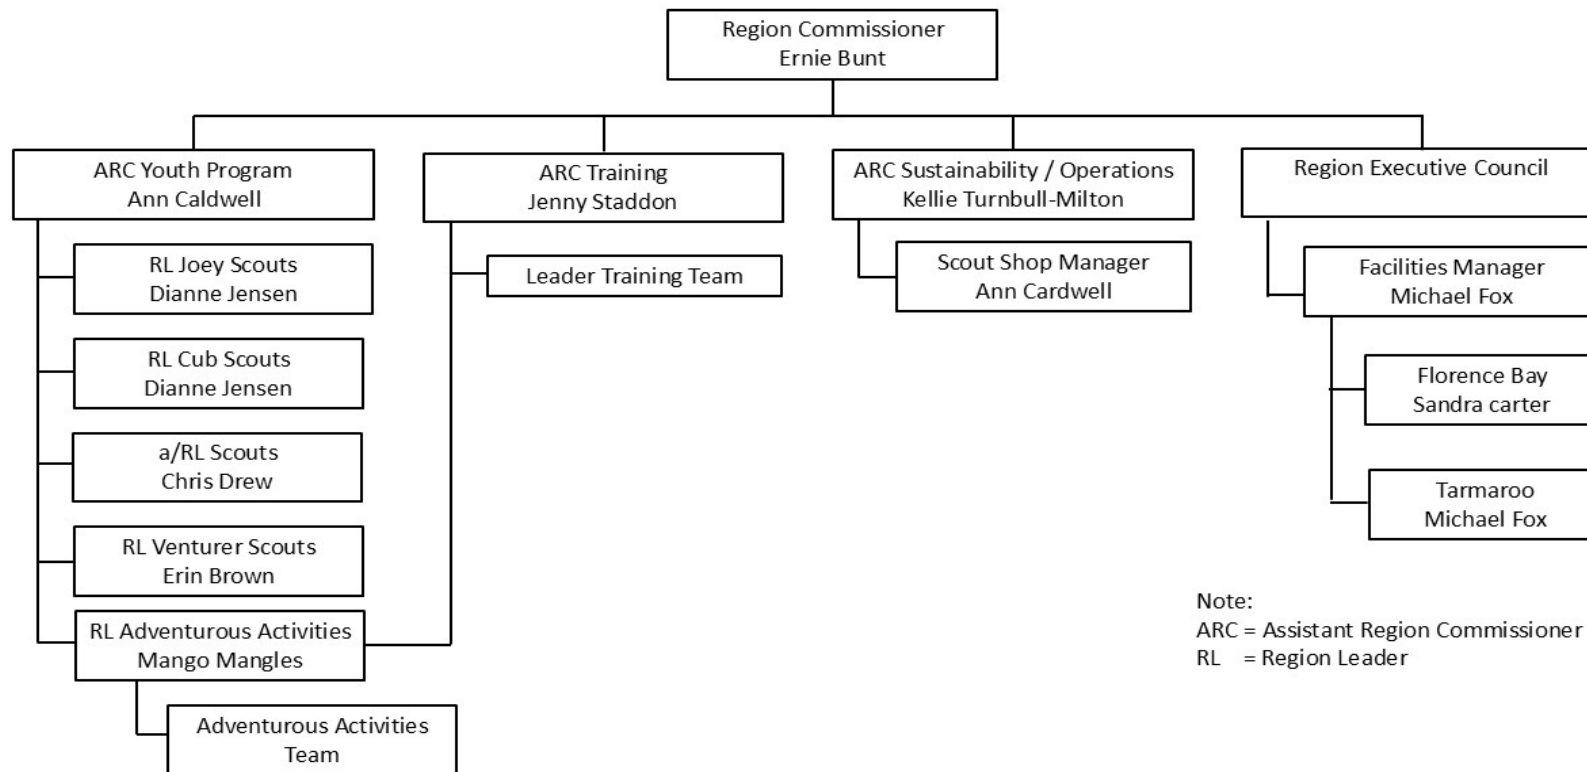 Region Commissioner
Ernie Bunt
ARC Youth Program
Ann Caldwell
ARC Training
Jenny Staddon
ARC Sustainability / Operations
Kellie Turnbull-Milton
Region Executive Council
RL Joey Scouts
Dianne Jensen
RL Cub Scouts
Dianne Jensen
a/RL Scouts
Chris Drew
RL Venturer Scouts
Erin Brown
RL Adventurous Activities
Mango Mangles
Adventurous Activities
Team
Leader Training Team
Scout Shop Manager
Ann Cardwell
Facilities Manager
Michael Fox
Florence Bay
Sandra carter
Tarmaroo
Michael Fox
Note:
ARC = Assistant Region Commissioner
RL = Region Leader